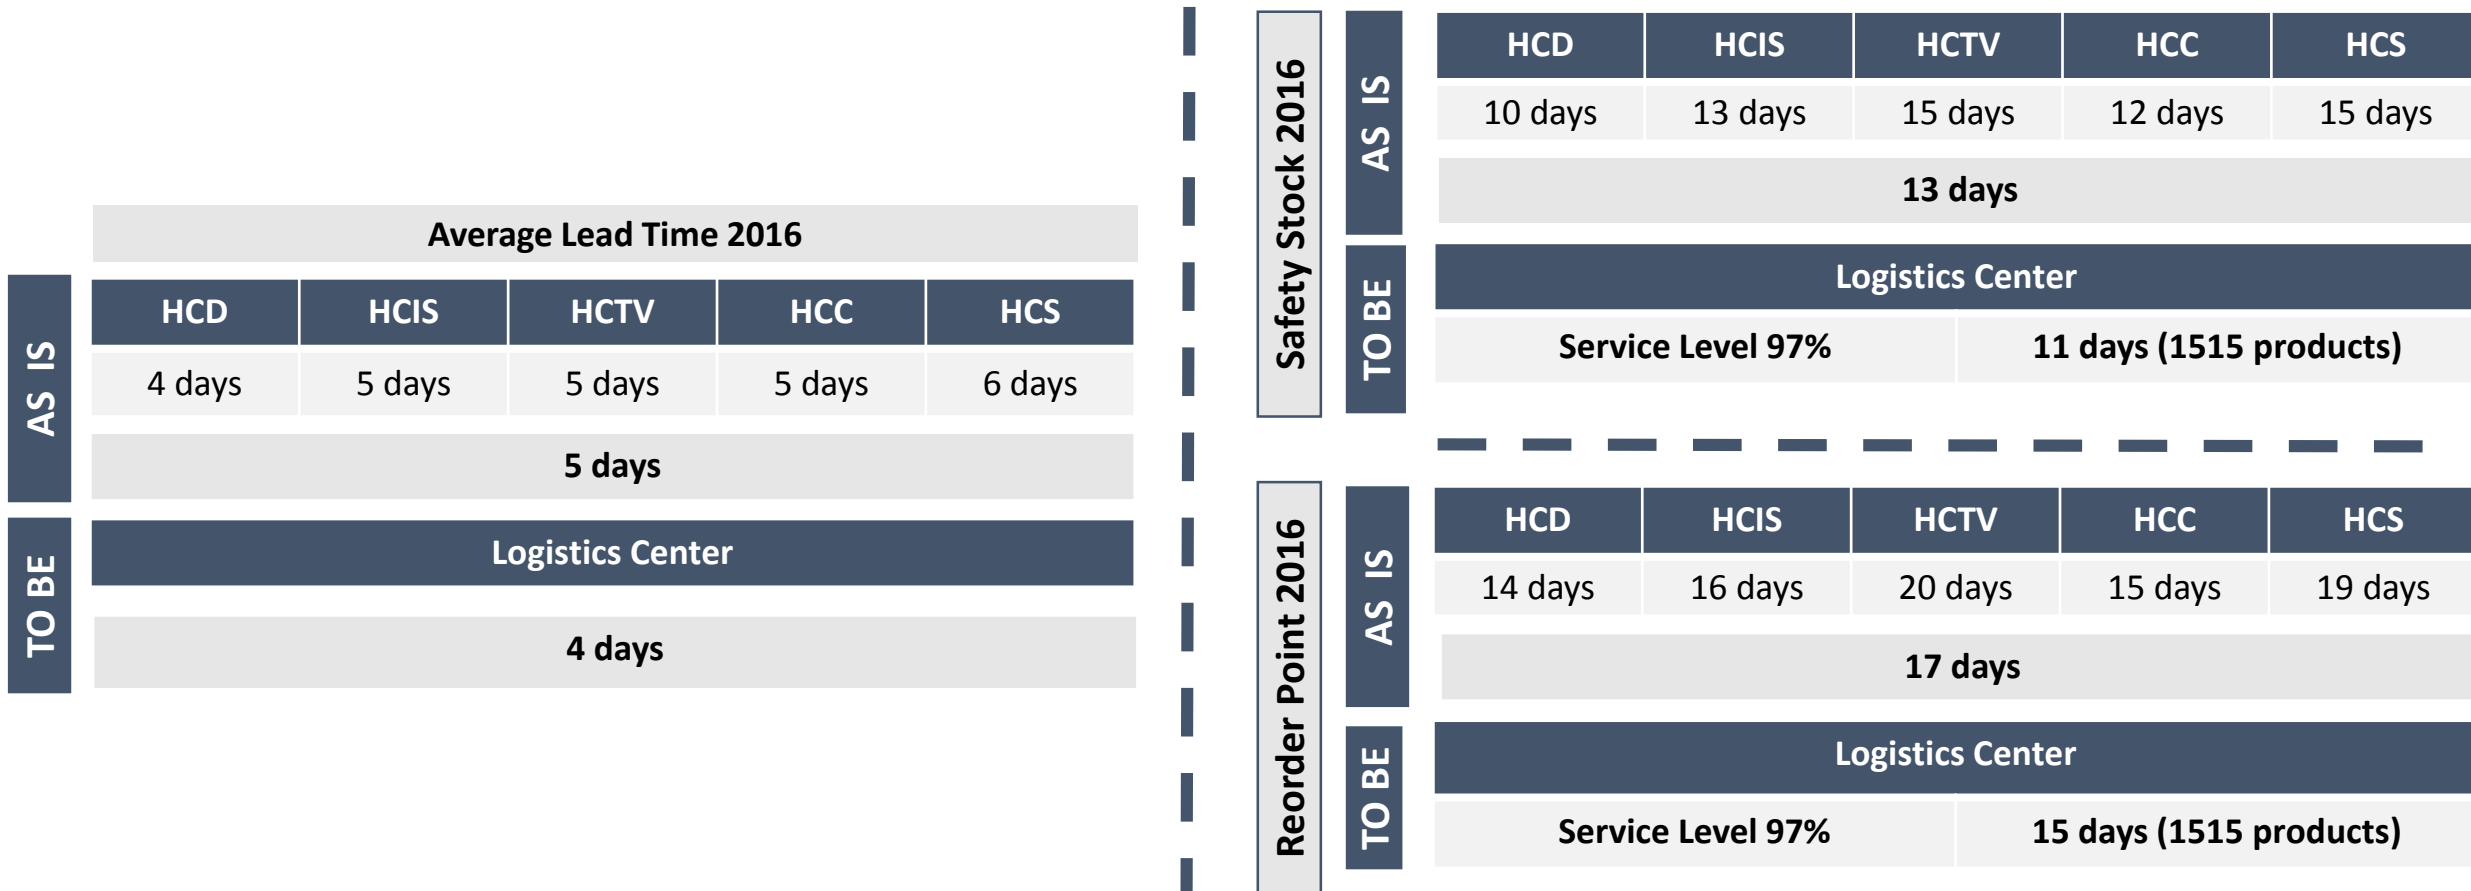 Average Lead Time 2016
AS IS
HCD HCIS HCTV HCC HCS
4 days 5 days 5 days 5 days 6 days
5 days
TO BE
Logistics Center
4 days
Safety Stock 2016
AS IS
HCD HCIS HCTV HCC HCS
10 days 13 days 15 days 12 days 15 days
13 days
TO BE
Logistics Center
Service Level 97% 11 days (1515 products)
Reorder Point 2016
AS IS
HCD HCIS HCTV HCC HCS
14 days 16 days 20 days 15 days 19 days
17 days
TO BE
Logistics Center
Service Level 97% 15 days (1515 products)